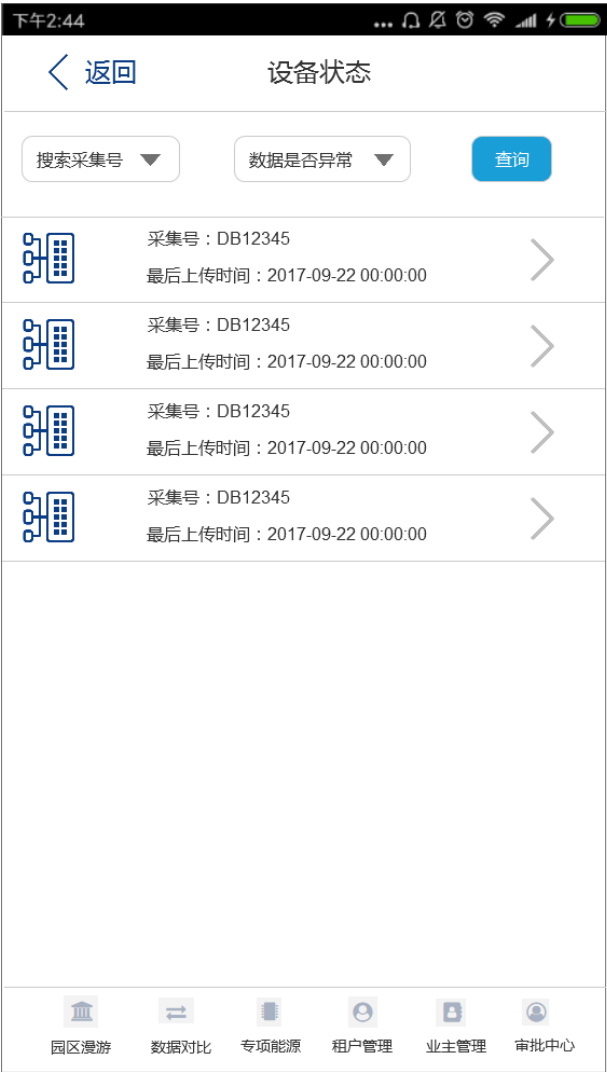 下午2:44
返回 设备状态
搜索采集号 数据是否异常 查询
采集号：DB12345
最后上传时间：2017-09-22 00:00:00
采集号：DB12345
最后上传时间：2017-09-22 00:00:00
采集号：DB12345
最后上传时间：2017-09-22 00:00:00
采集号：DB12345
最后上传时间：2017-09-22 00:00:00
园区漫游 数据对比 专项能源 租户管理 业主管理 审批中心